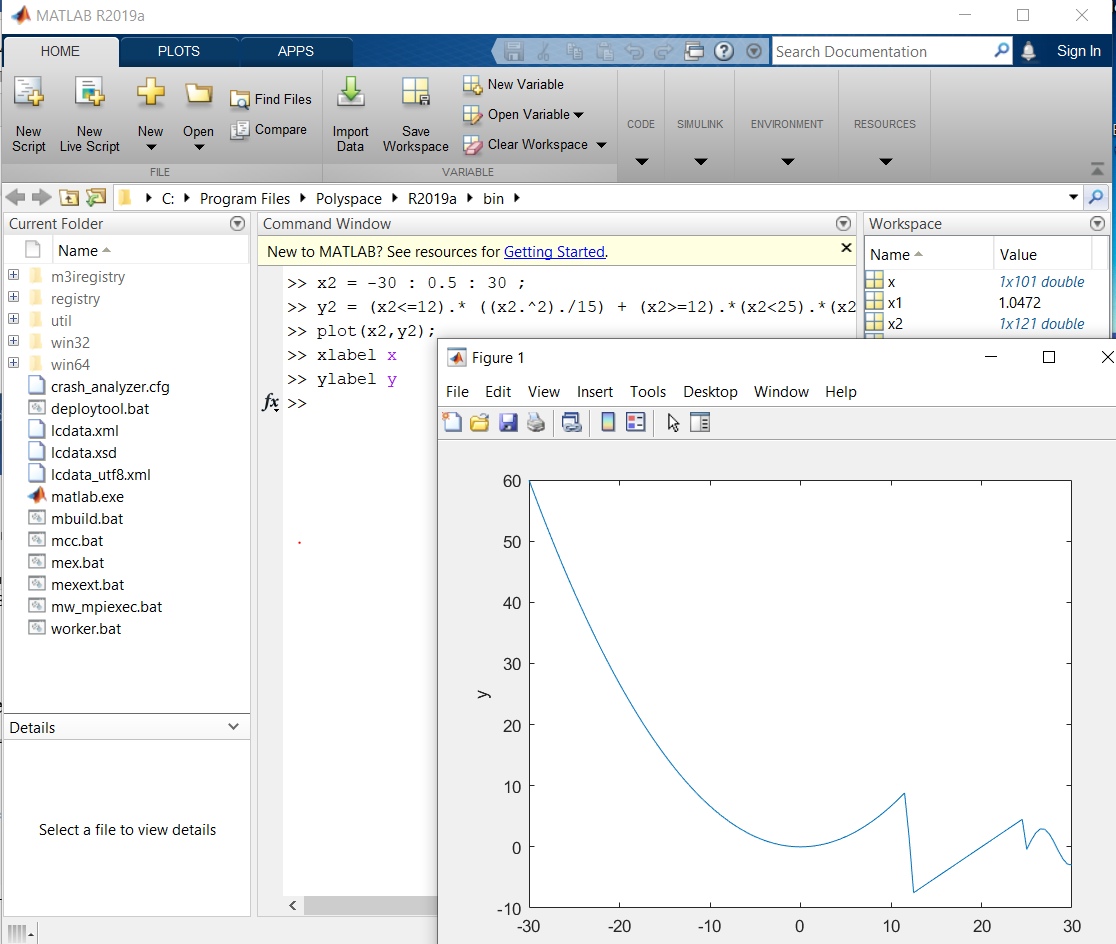 MATLAB R2019a
HOME PLOTS APPS
Search Documentation
Sign In
New Script
New Live Script
New
Open
Find Files
Compare
Import Data
Save Workspace
New Variable
Open Variable
Clear Workspace
CODE
SIMULINK
ENVIRONMENT
RESOURCES
FILE
VARIABLE
C: Program Files Polyspace R2019a bin
Current Folder
Name
m3iregistry
registry
util
win32
win64
crash_analyzer.cfg
deploytool.bat
lcdata.xml
lcdata.xsd
lcdata_utf8.xml
matlab.exe
mbuild.bat
mcc.bat
mex.bat
mexext.bat
mw_mpiexec.bat
worker.bat
Details
Select a file to view details
Command Window
New to MATLAB? See resources for Getting Started.
>> x2 = -30 : 0.5 : 30 ;
>> y2 = (x2<=12).* ((x2.^2)./15) + (x2>=12).*(x2<25).*(x2
>> plot(x2,y2);
>> xlabel x
>> ylabel y
fx >>
Workspace
Name Value
x 1x101 double
x1 1.0472
x2 1x121 double
Figure 1
File Edit View Insert Tools Desktop Window Help
60
50
40
30
20
10
0
-10
y
-30 -20 -10 0 10 20 30